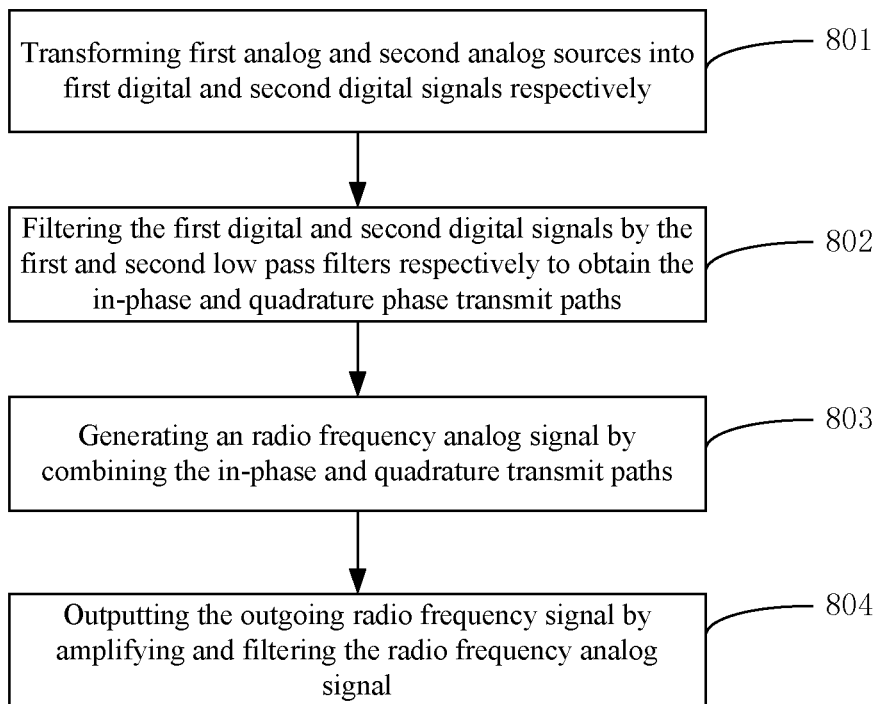 Transforming first analog and second analog sources into
first digital and second digital signals respectively
801
Filtering the first digital and second digital signals by the
first and second low pass filters respectively to obtain the
in-phase and quadrature phase transmit paths
802
Generating an radio frequency analog signal by
combining the in-phase and quadrature transmit paths
803
Outputting the outgoing radio frequency signal by
amplifying and filtering the radio frequency analog
signal
804